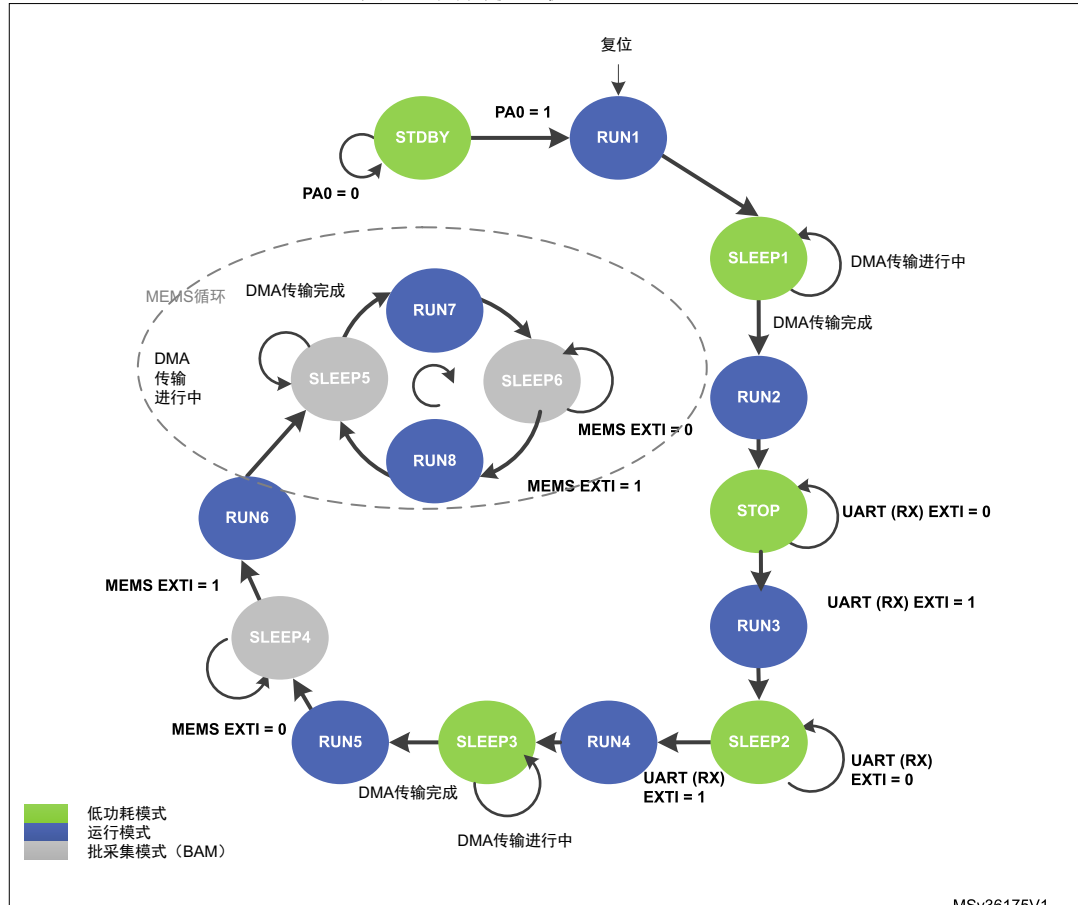 复位
PA0 = 1
STDBY
RUN1
PA0 = 0
SLEEP1
DMA传输进行中
MEMS循环
DMA传输完成
RUN7
DMA传输完成
DMA
传输
进行中
SLEEP5
SLEEP6
RUN2
MEMS EXTI = 0
RUN8
MEMS EXTI = 1
STOP
UART (RX) EXTI = 0
RUN6
MEMS EXTI = 1
UART (RX) EXTI = 1
RUN3
SLEEP4
MEMS EXTI = 0
RUN5
SLEEP3
RUN4
SLEEP2
UART (RX)
EXTI = 0
UART (RX)
EXTI = 1
DMA传输完成
DMA传输进行中
低功耗模式
运行模式
批采集模式（BAM）
MSv36175V1